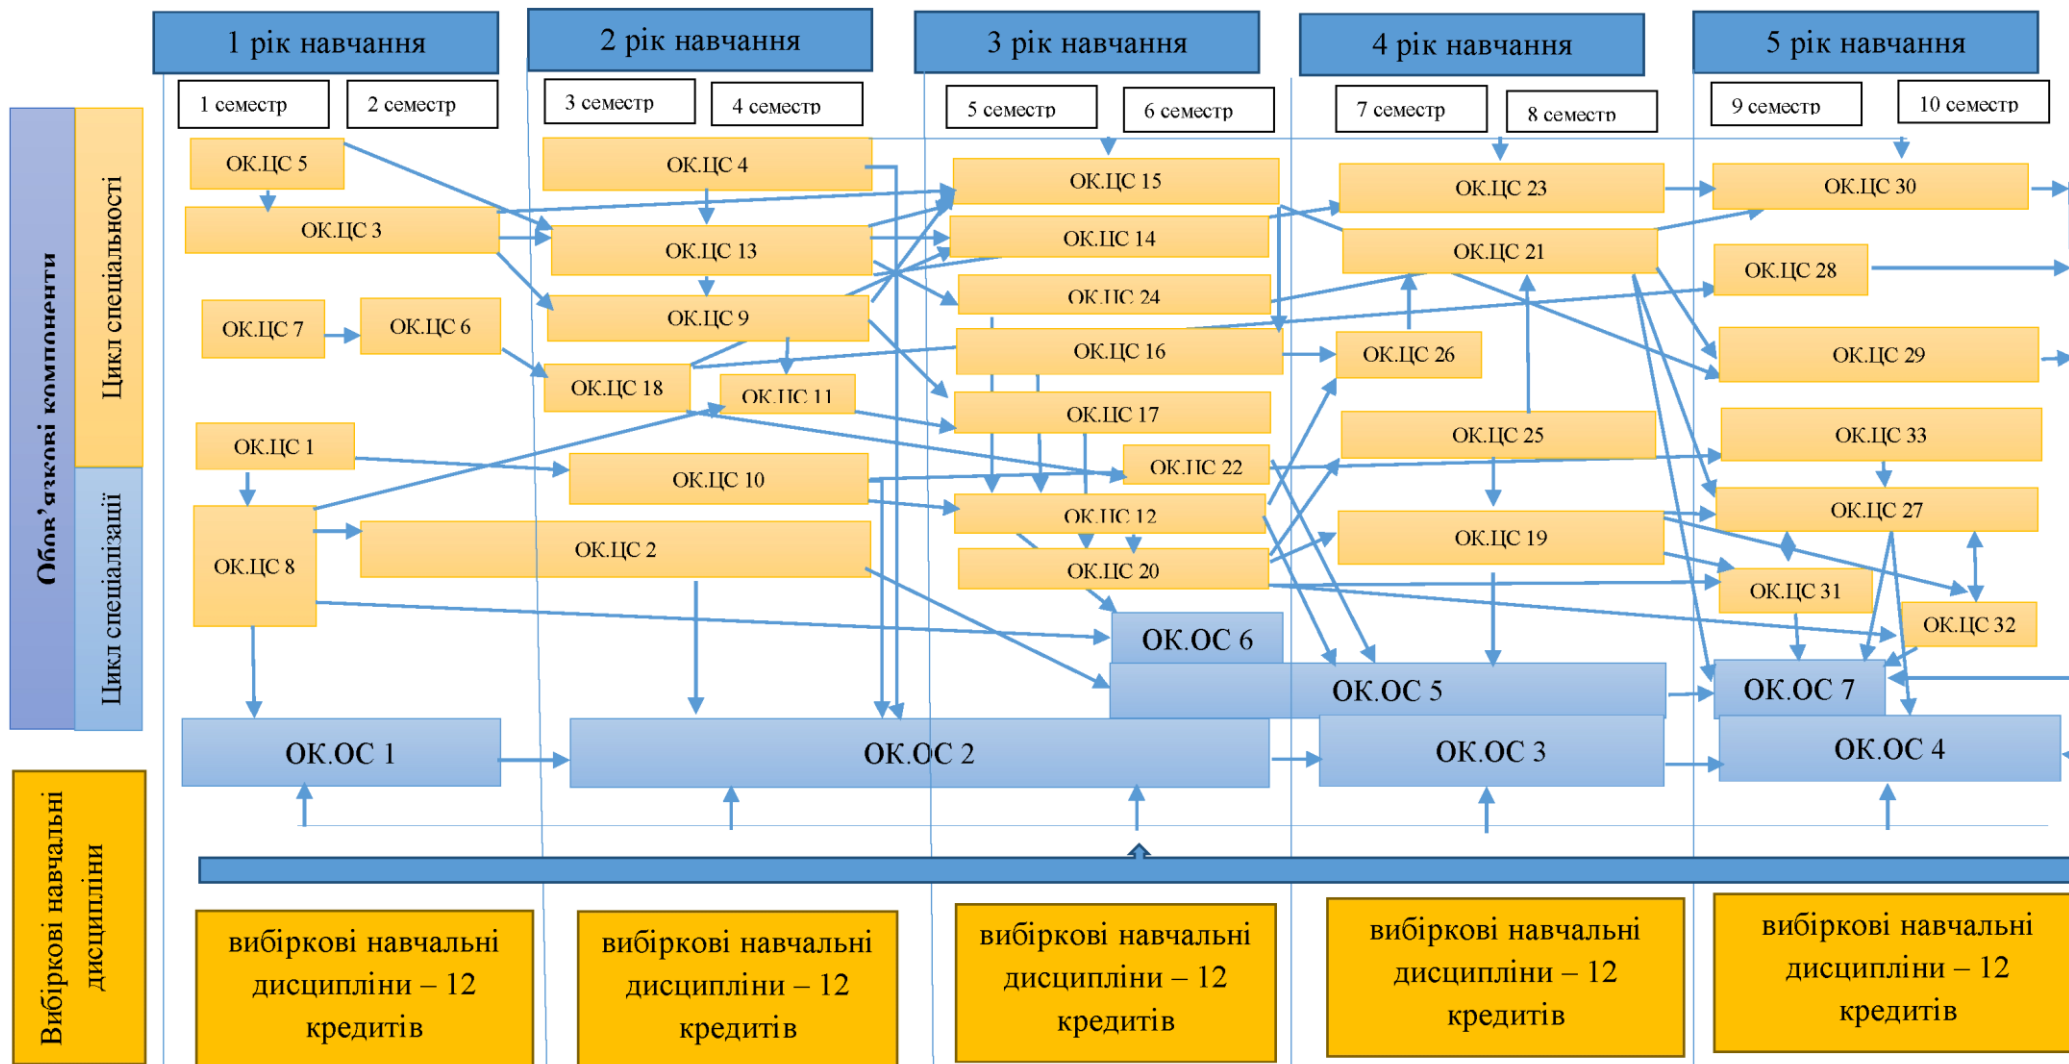 1 рік навчання
2 рік навчання
3 рік навчання
4 рік навчання
5 рік навчання
1 семестр
2 семестр
3 семестр
4 семестр
5 семестр
6 семестр
7 семестр
8 семестр
9 семестр
10 семестр
Обов’язкові компоненти
Цикл спеціальності
Цикл спеціалізації
ОК.ЦС 5
ОК.ЦС 3
ОК.ЦС 7
ОК.ЦС 6
ОК.ЦС 1
ОК.ЦС 8
ОК.ЦС 4
ОК.ЦС 13
ОК.ЦС 9
ОК.ЦС 18
ОК.ЦС 11
ОК.ЦС 10
ОК.ЦС 2
ОК.ЦС 15
ОК.ЦС 14
ОК.ЦС 24
ОК.ЦС 16
ОК.ЦС 17
ОК.ЦС 22
ОК.ЦС 12
ОК.ЦС 20
ОК.ЦС 23
ОК.ЦС 21
ОК.ЦС 26
ОК.ЦС 25
ОК.ЦС 19
ОК.ЦС 30
ОК.ЦС 28
ОК.ЦС 29
ОК.ЦС 33
ОК.ЦС 27
ОК.ЦС 31
ОК.ЦС 32
ОК.ОС 6
ОК.ОС 5
ОК.ОС 7
ОК.ОС 1
ОК.ОС 2
ОК.ОС 3
ОК.ОС 4
Вибіркові навчальні
дисципліни
вибіркові навчальні
дисципліни – 12
кредитів
вибіркові навчальні
дисципліни – 12
кредитів
вибіркові навчальні
дисципліни – 12
кредитів
вибіркові навчальні
дисципліни – 12
кредитів
вибіркові навчальні
дисципліни – 12
кредитів